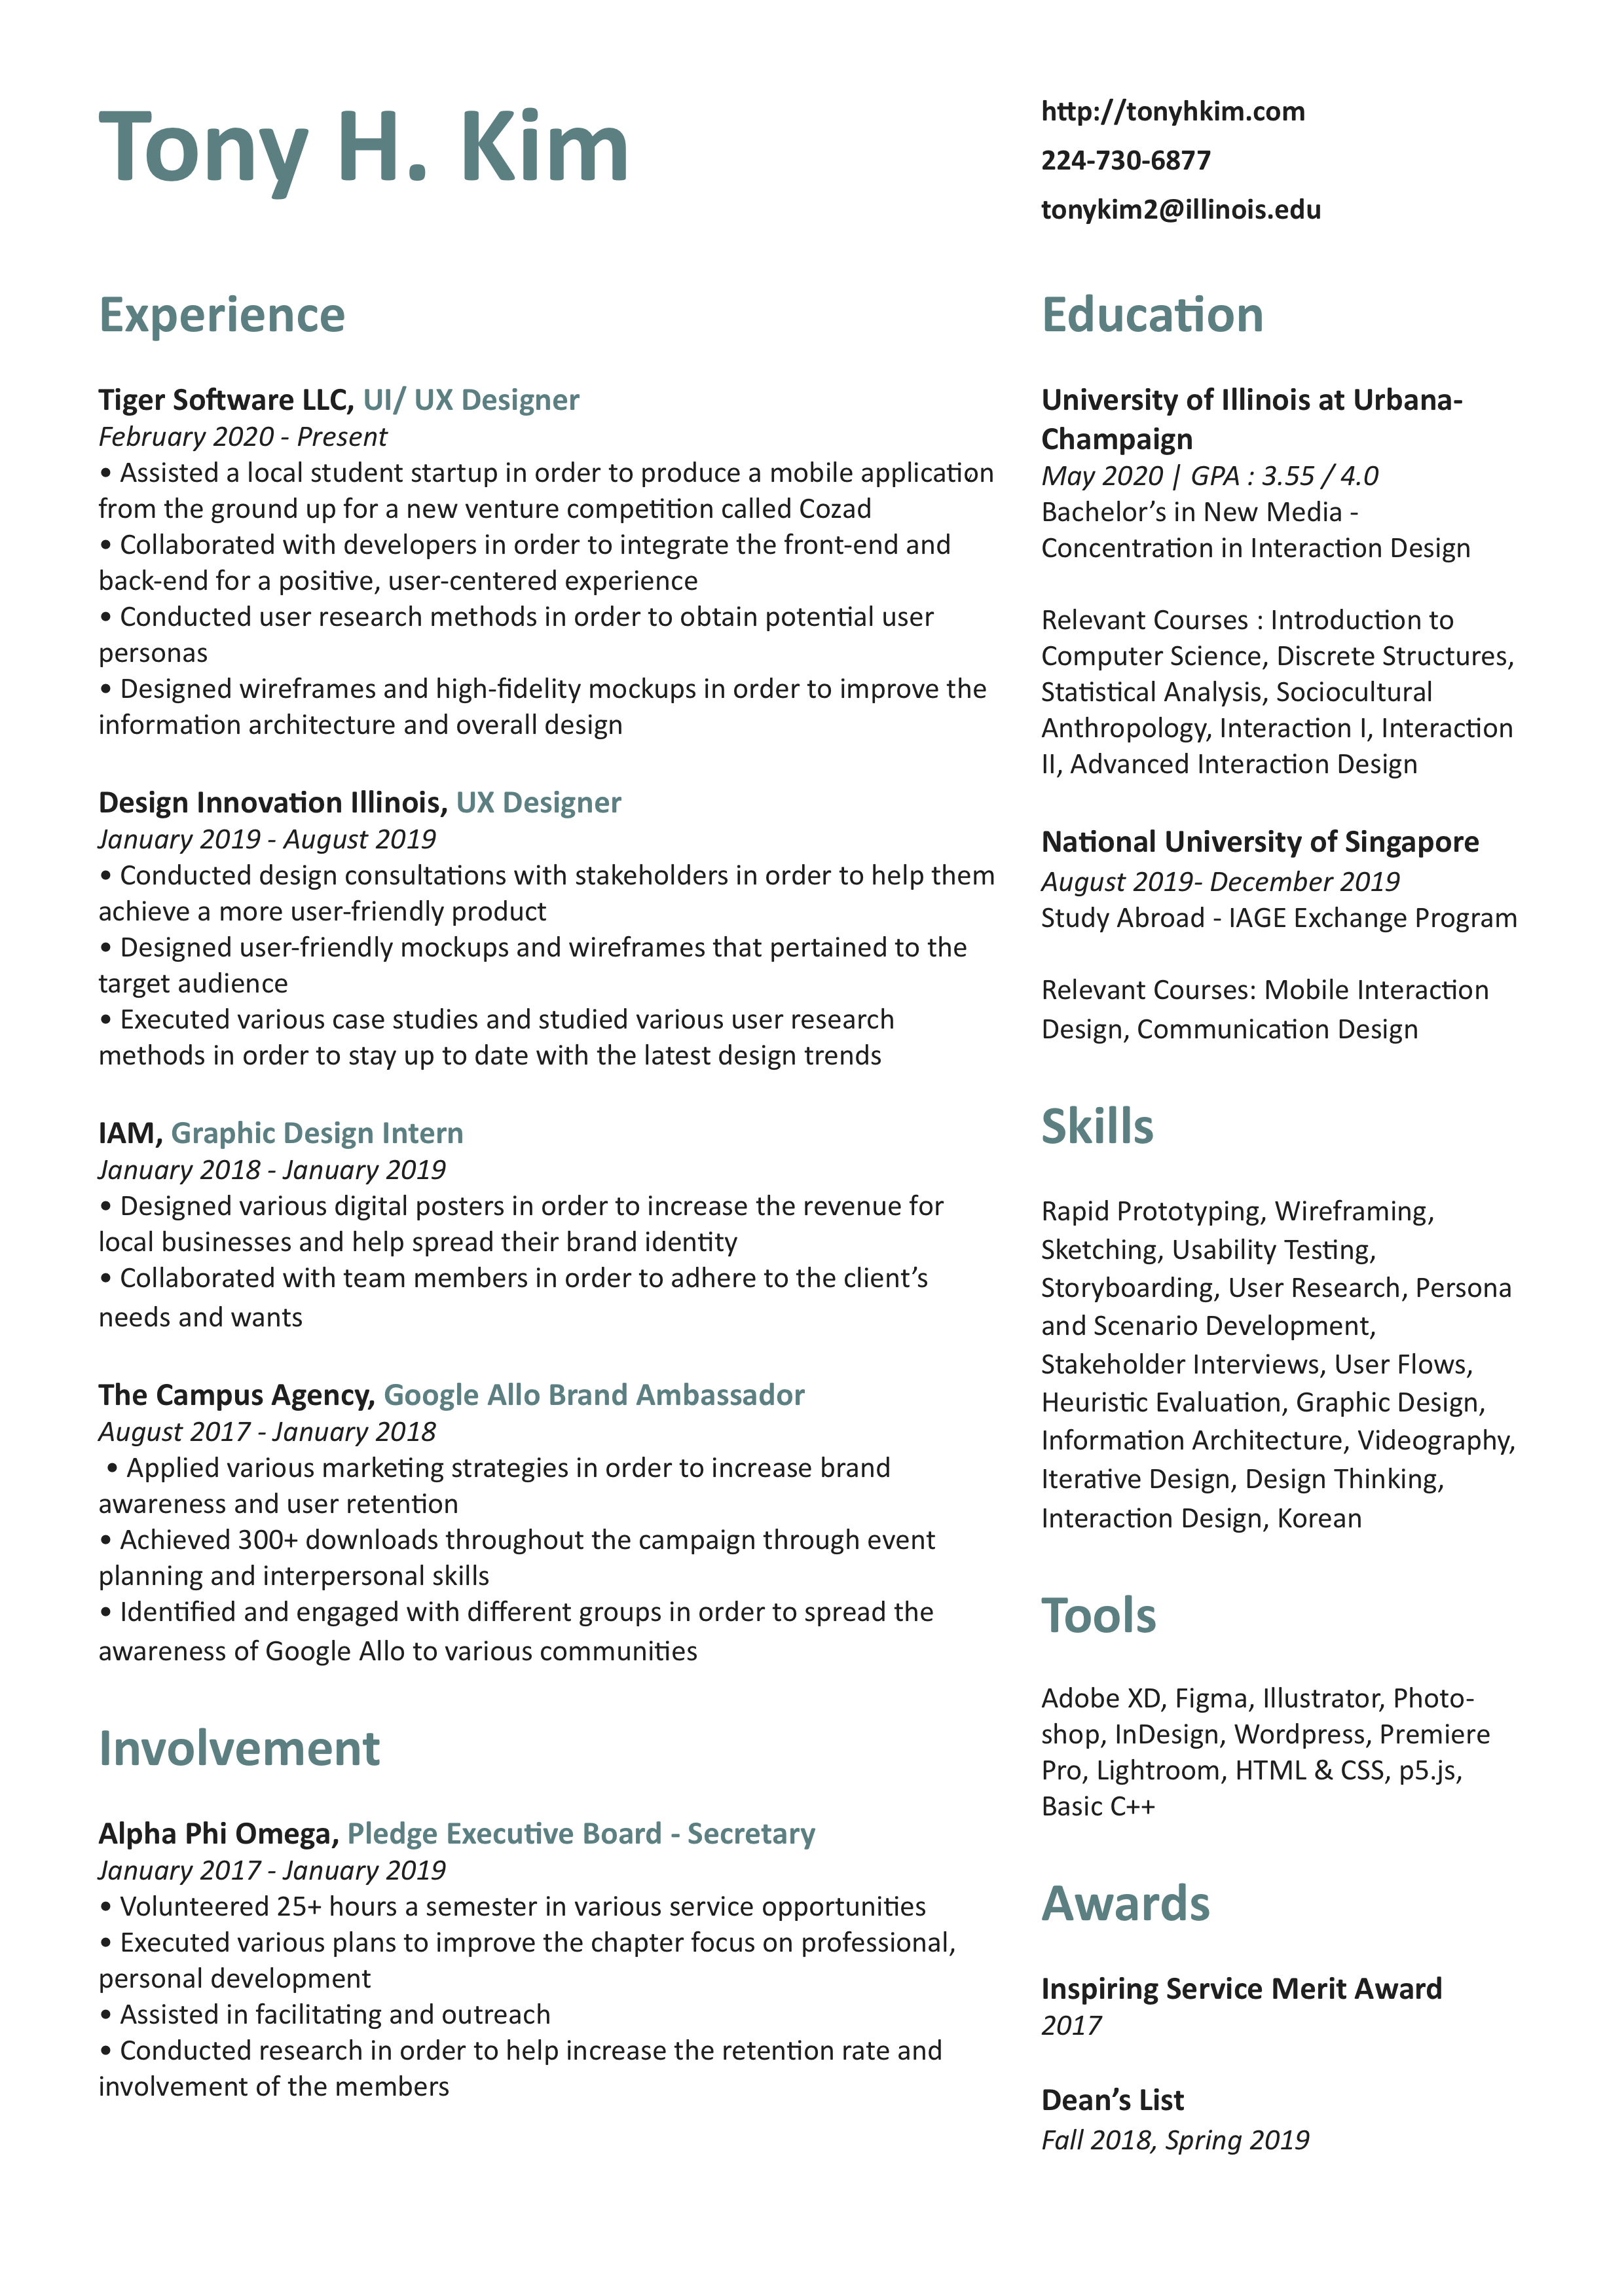 Tony H. Kim
http://tonyhkim.com
224-730-6877
tonykim2@illinois.edu
Experience
Tiger Software LLC, UI/ UX Designer
February 2020 - Present
• Assisted a local student startup in order to produce a mobile application
from the ground up for a new venture competition called Cozad
• Collaborated with developers in order to integrate the front-end and
back-end for a positive, user-centered experience
• Conducted user research methods in order to obtain potential user
personas
• Designed wireframes and high-fidelity mockups in order to improve the
information architecture and overall design
Design Innovation Illinois, UX Designer
January 2019 - August 2019
• Conducted design consultations with stakeholders in order to help them
achieve a more user-friendly product
• Designed user-friendly mockups and wireframes that pertained to the
target audience
• Executed various case studies and studied various user research
methods in order to stay up to date with the latest design trends
IAM, Graphic Design Intern
January 2018 - January 2019
• Designed various digital posters in order to increase the revenue for
local businesses and help spread their brand identity
• Collaborated with team members in order to adhere to the client’s
needs and wants
The Campus Agency, Google Allo Brand Ambassador
August 2017 - January 2018
• Applied various marketing strategies in order to increase brand
awareness and user retention
• Achieved 300+ downloads throughout the campaign through event
planning and interpersonal skills
• Identified and engaged with different groups in order to spread the
awareness of Google Allo to various communities
Involvement
Alpha Phi Omega, Pledge Executive Board - Secretary
January 2017 - January 2019
• Volunteered 25+ hours a semester in various service opportunities
• Executed various plans to improve the chapter focus on professional,
personal development
• Assisted in facilitating and outreach
• Conducted research in order to help increase the retention rate and
involvement of the members
Education
University of Illinois at Urbana-
Champaign
May 2020 | GPA : 3.55 / 4.0
Bachelor’s in New Media -
Concentration in Interaction Design
Relevant Courses : Introduction to
Computer Science, Discrete Structures,
Statistical Analysis, Sociocultural
Anthropology, Interaction I, Interaction
II, Advanced Interaction Design
National University of Singapore
August 2019- December 2019
Study Abroad - IAGE Exchange Program
Relevant Courses: Mobile Interaction
Design, Communication Design
Skills
Rapid Prototyping, Wireframing,
Sketching, Usability Testing,
Storyboarding, User Research, Persona
and Scenario Development,
Stakeholder Interviews, User Flows,
Heuristic Evaluation, Graphic Design,
Information Architecture, Videography,
Iterative Design, Design Thinking,
Interaction Design, Korean
Tools
Adobe XD, Figma, Illustrator, Photo-
shop, InDesign, Wordpress, Premiere
Pro, Lightroom, HTML & CSS, p5.js,
Basic C++
Awards
Inspiring Service Merit Award
2017
Dean’s List
Fall 2018, Spring 2019